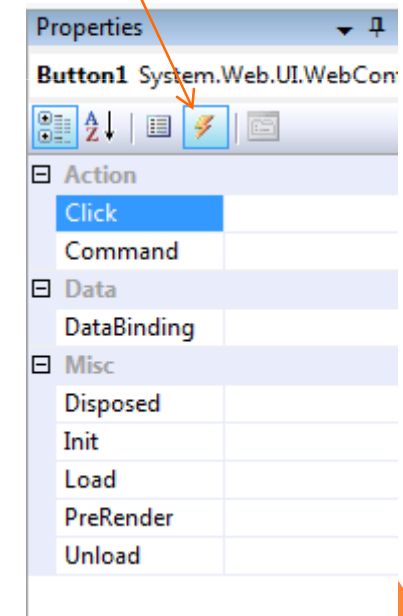 Properties
Button1 System.Web.UI.WebCon
A Z
Action
Click
Command
Data
DataBinding
Misc
Disposed
Init
Load
PreRender
Unload